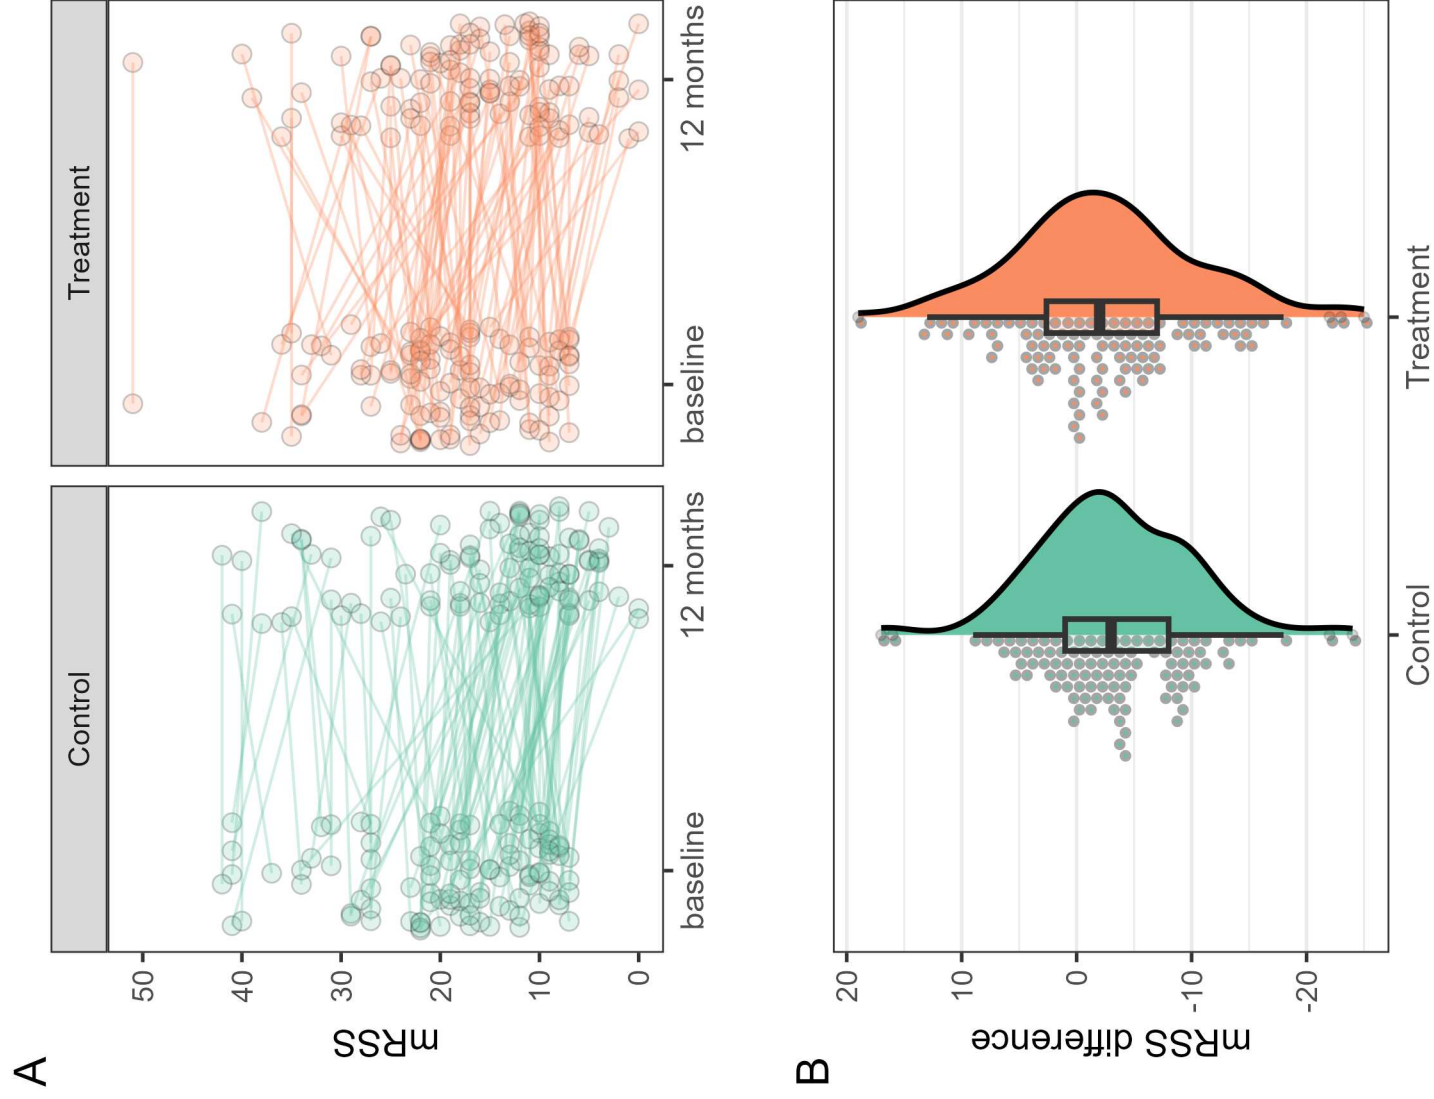 A
Control
Treatment
mRSS
50
40
30
20
10
0
baseline
12 months
baseline
12 months
B
mRSS difference
20
10
0
-10
-20
Control
Treatment